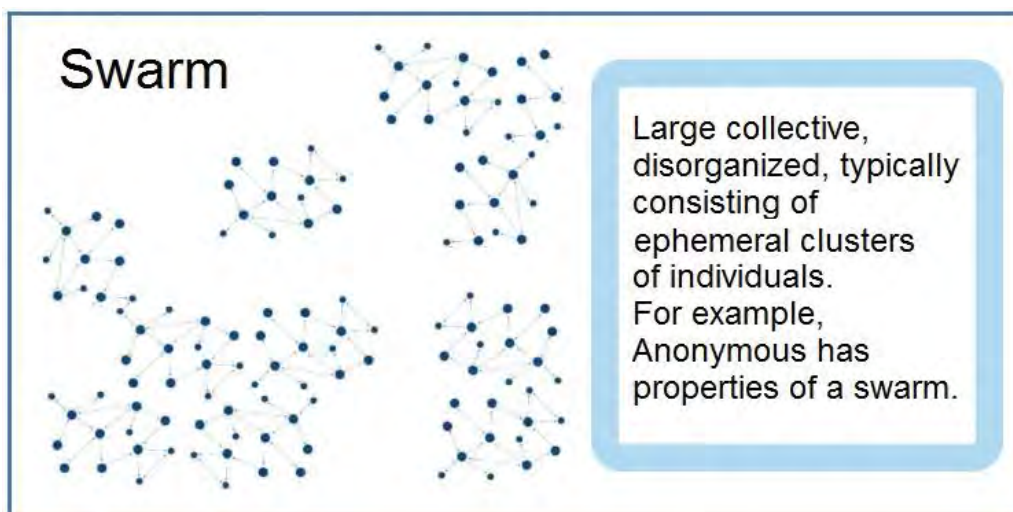 Swarm
Large collective,
disorganized, typically
consisting of
ephemeral clusters
of individuals.
For example,
Anonymous has
properties of a swarm.